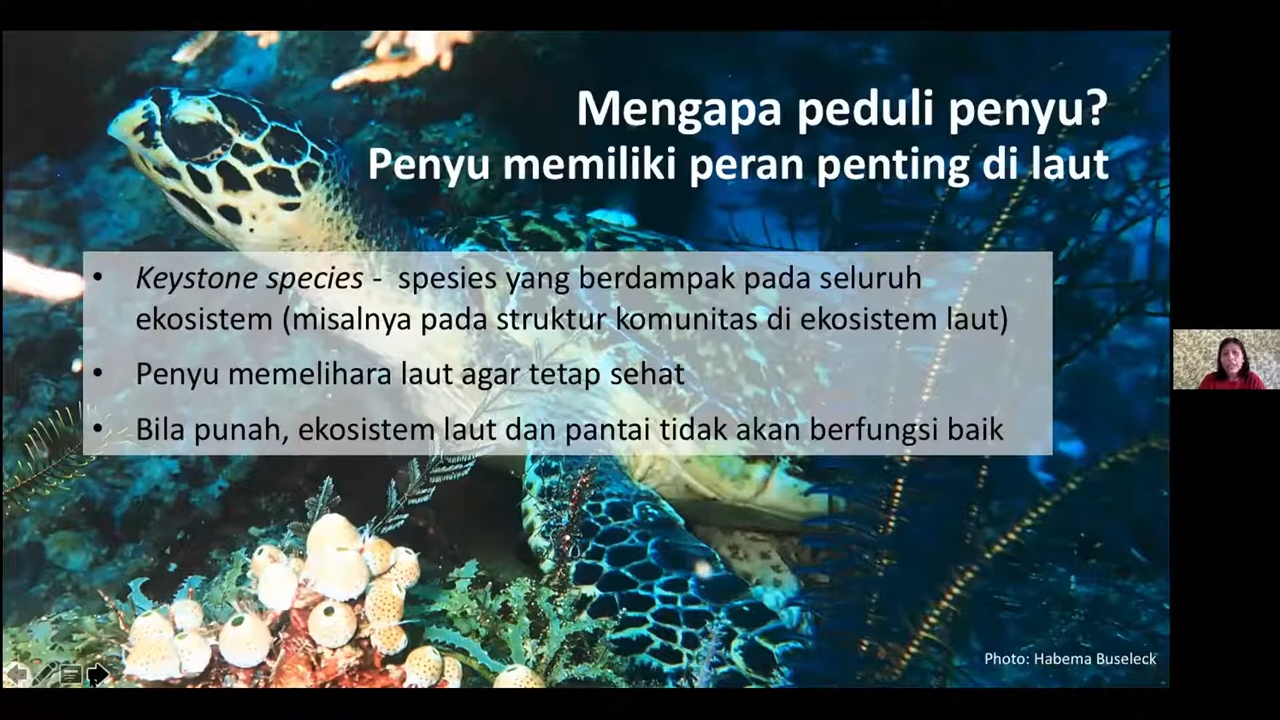 Mengapa peduli penyu?
Penyu memiliki peran penting di laut
• Keystone species - spesies yang berdampak pada seluruh
ekosistem (misalnya pada struktur komunitas di ekosistem laut)
• Penyu memelihara laut agar tetap sehat
• Bila punah, ekosistem laut dan pantai tidak akan berfungsi baik
Photo: Habema Buseleck